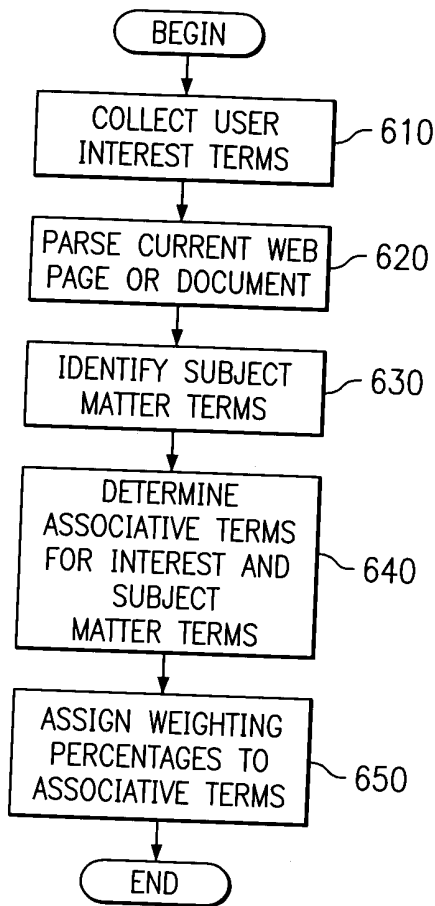 BEGIN
COLLECT USER
INTEREST TERMS
610
PARSE CURRENT WEB
PAGE OR DOCUMENT
620
IDENTIFY SUBJECT
MATTER TERMS
630
DETERMINE
ASSOCIATIVE TERMS
FOR INTEREST AND
SUBJECT
MATTER TERMS
640
ASSIGN WEIGHTING
PERCENTAGES TO
ASSOCIATIVE TERMS
650
END